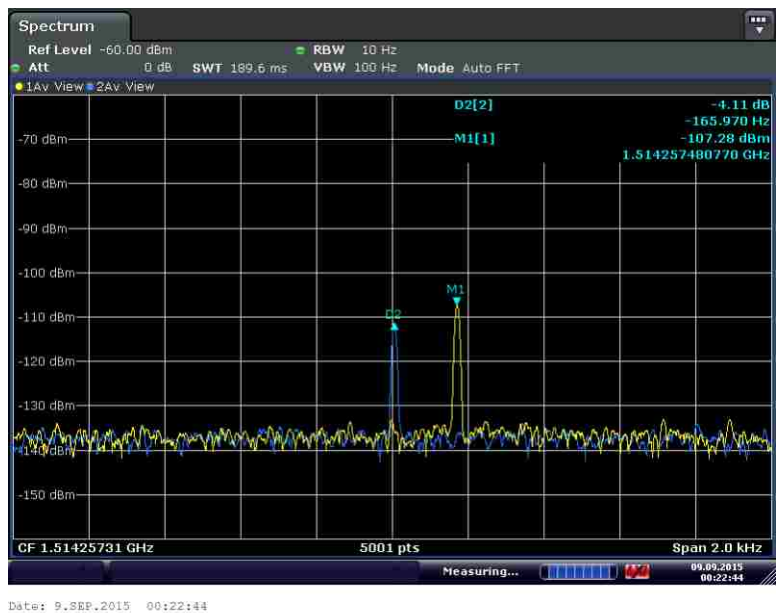 Spectrum
Ref Level -60.00 dBm RBW 10 Hz
Att 0 dB SWT 189.6 ms VBW 100 Hz Mode Auto FFT
1Av View 2Av View
D2[2] -4.11 dB
-165.970 Hz
-70 dBm M1[1] -107.28 dBm
1.514257480770 GHz
-80 dBm
-90 dBm
-100 dBm
M1
-110 dBm D2
-120 dBm
-130 dBm
-140 dBm
-150 dBm
CF 1.51425731 GHz 5001 pts Span 2.0 kHz
Measuring... 09.09.2015
00:22:44
Date: 9.SEP.2015 00:22:44